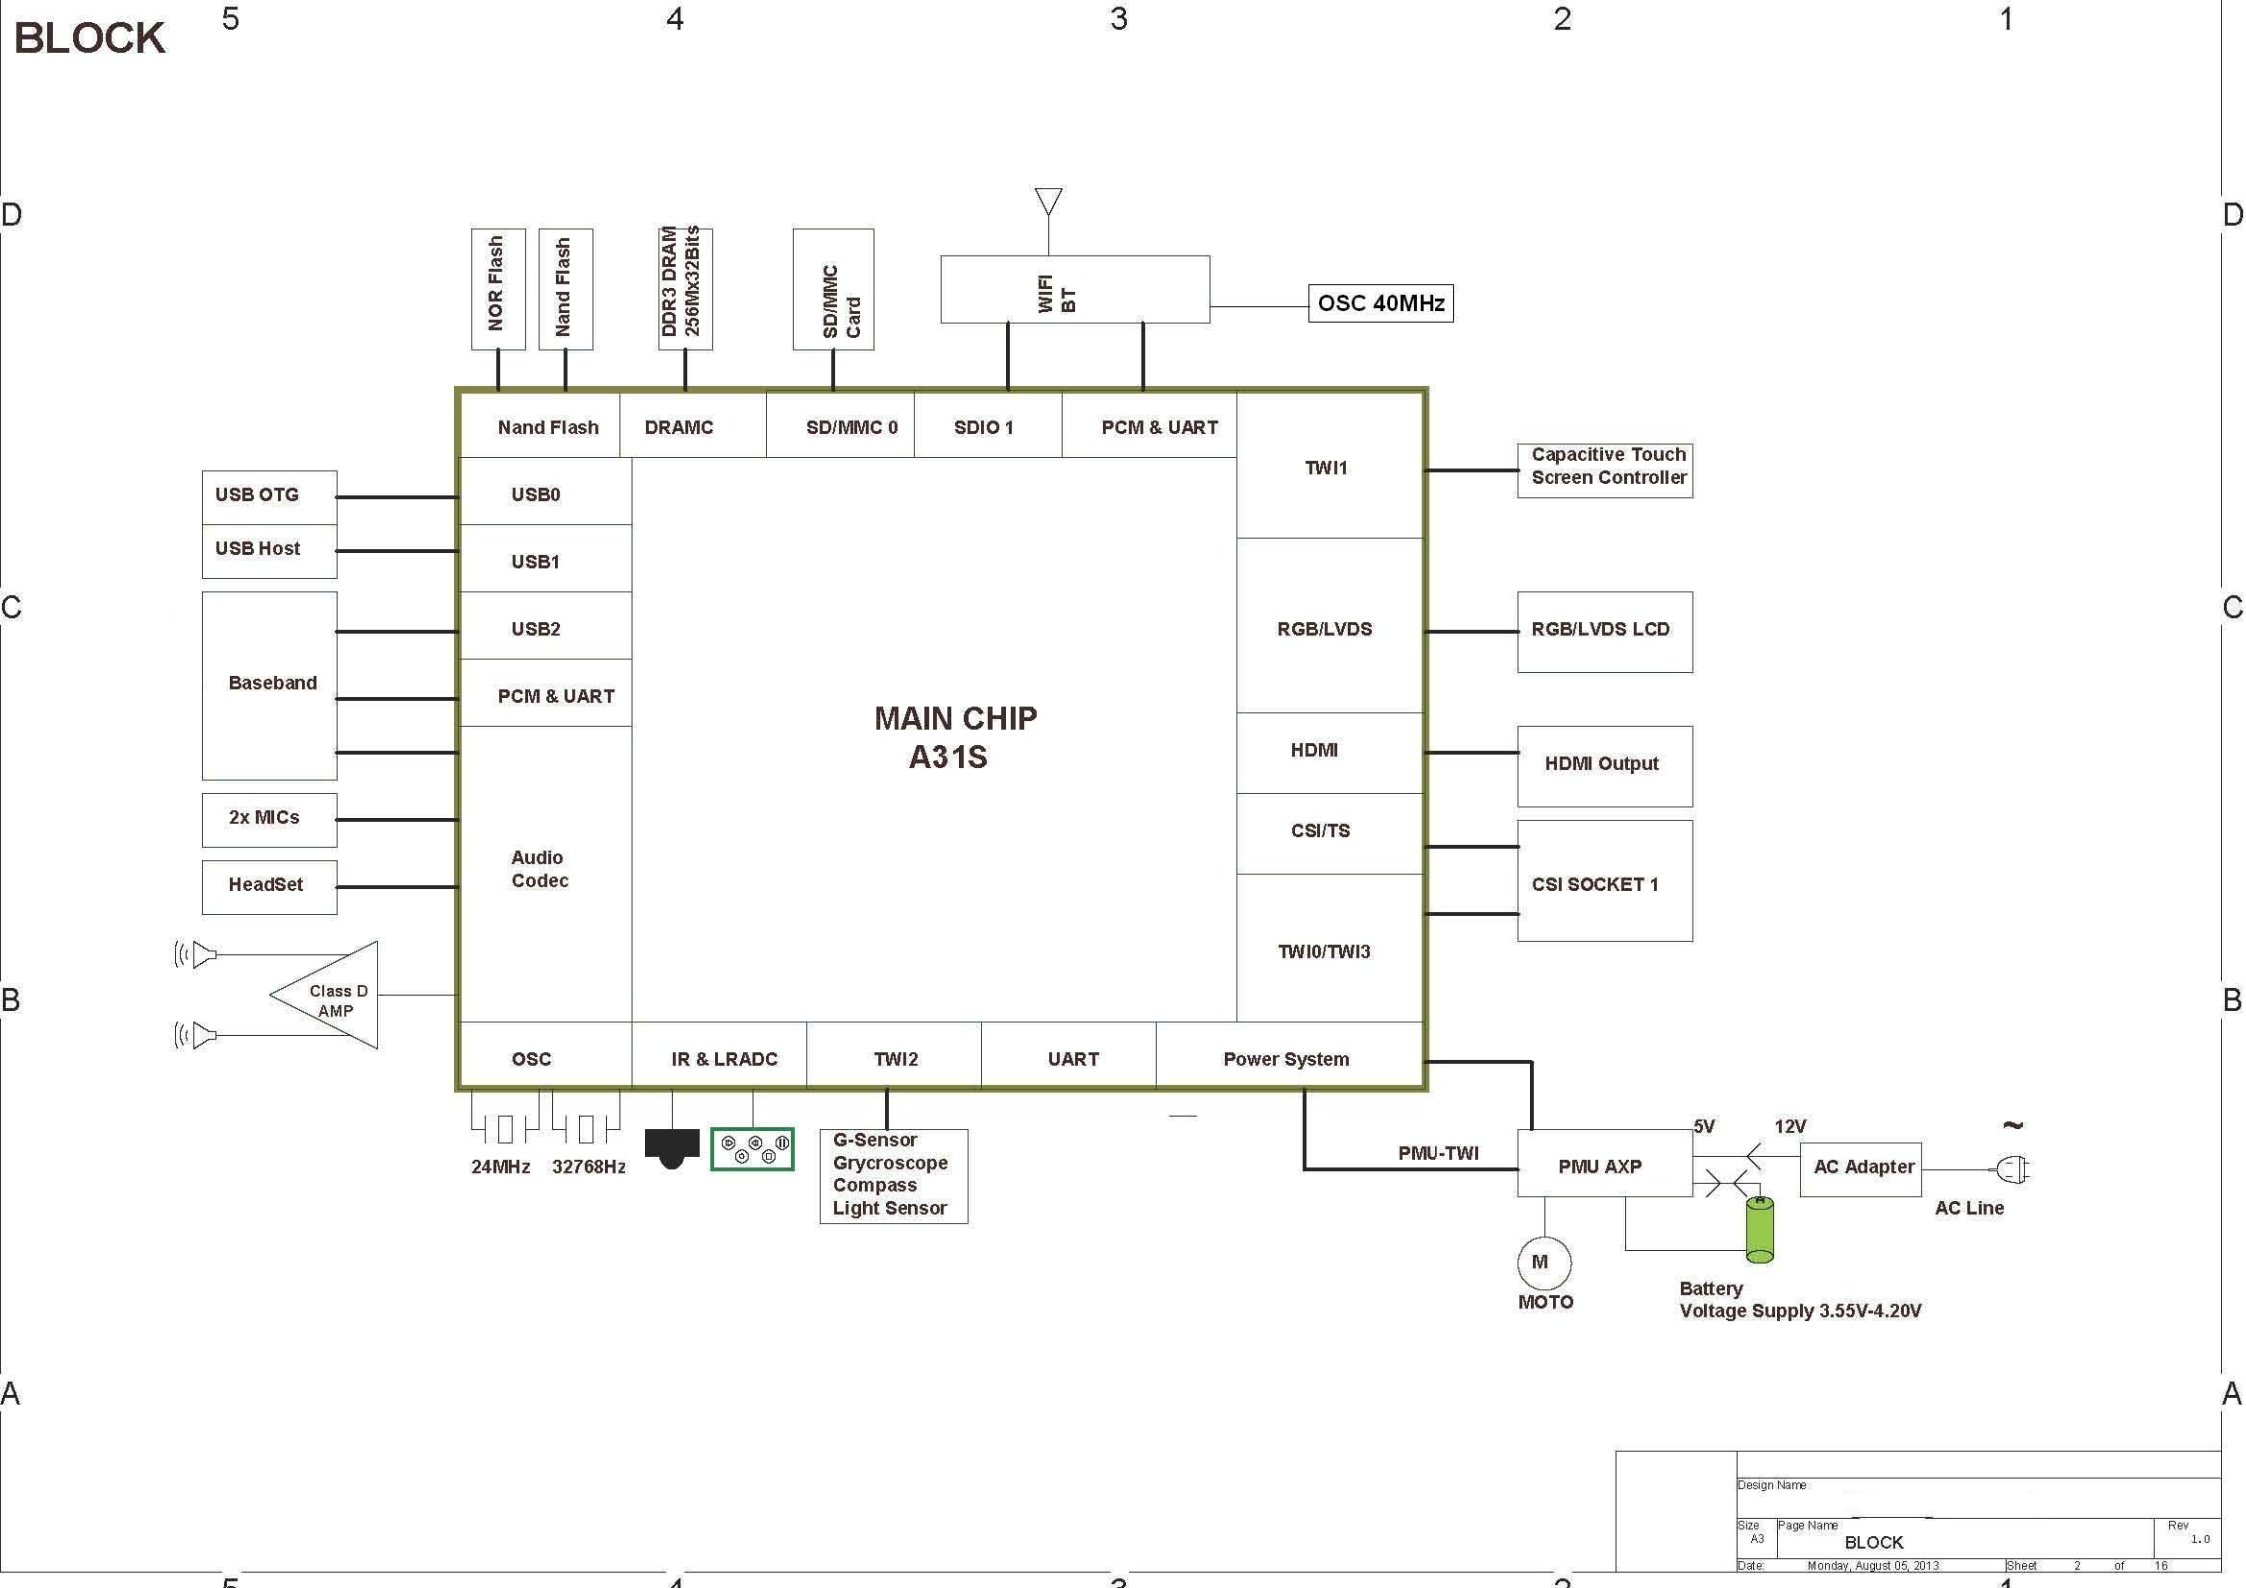 BLOCK
5
4
3
2
1
D
D
NOR Flash
Nand Flash
DDR3 DRAM
256Mx32Bits
SD/MMC
Card
WIFI
BT
OSC 40MHz
Nand Flash
DRAMC
SD/MMC 0
SDIO 1
PCM & UART
TWI1
Capacitive Touch
Screen Controller
USB OTG
USB0
USB Host
USB1
C
C
USB2
RGB/LVDS
RGB/LVDS LCD
Baseband
PCM & UART
MAIN CHIP
A31S
HDMI
HDMI Output
2x MICs
CSI/TS
Audio
Codec
HeadSet
CSI SOCKET 1
TWI0/TWI3
Class D
AMP
B
B
OSC
IR & LRADC
TWI2
UART
Power System
24MHz
32768Hz
G-Sensor
Grycroscope
Compass
Light Sensor
PMU-TWI
PMU AXP
5V
12V
~
AC Adapter
AC Line
M
MOTO
Battery
Voltage Supply 3.55V-4.20V
A
A
Design Name
Size
A3
Page Name
BLOCK
Rev
1.0
Date:
Monday, August 05, 2013
Sheet
2
of
16
5
4
3
2
1